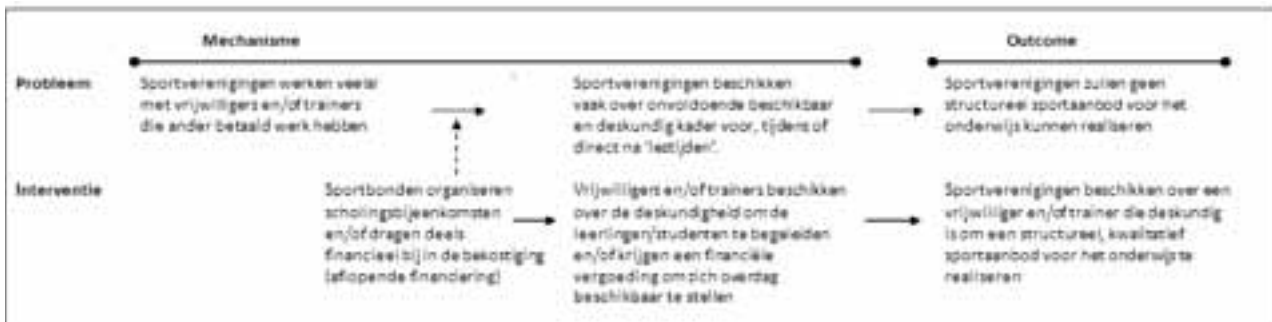 Mechanisme
Outcome
Probleem
Sportverenigingen werken veelal
met vrijwilligers en/of trainers
die ander betaald werk hebben
Sportverenigingen beschikken
vaak over onvoldoende beschikbaar
en deskundig kader voor, tijdens of
direct na 'lestijden'.
Sportverenigingen zullen geen
structureel sportaanbod voor het
onderwijs kunnen realiseren
Interventie
Sportbonden organiseren
scholingsbijeenkomsten
en/of dragen deels
financieel bij in de bekostiging
(aflopende financiering)
Vrijwilligers en/of trainers beschikken
over de deskundigheid om de
leerlingen/studenten te begeleiden
en/of krijgen een financiële
vergoeding om zich overdag
beschikbaar te stellen
Sportverenigingen beschikken over een
vrijwilliger en/of trainer die deskundig
is om een structureel, kwalitatief
sportaanbod voor het onderwijs te
realiseren